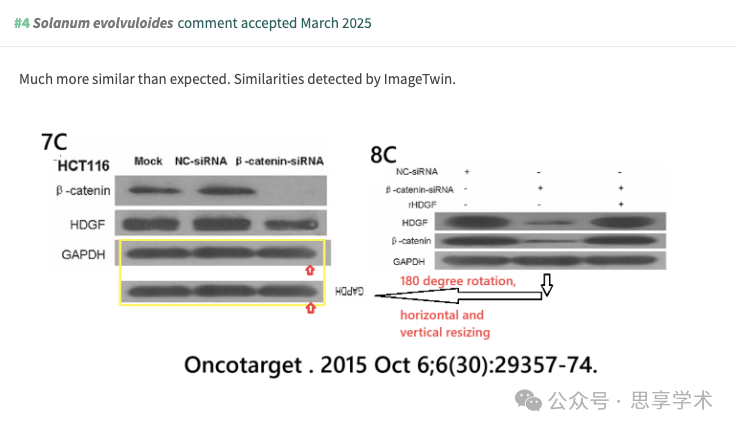 #4 Solanum evolvuloides comment accepted March 2025
Much more similar than expected. Similarities detected by ImageTwin.
7C
HCT116
Mock NC-siRNA β-catenin-siRNA
β-catenin
HDGF
GAPDH
GAPDH
8C
NC-siRNA + - -
β-catenin-siRNA - + +
rHDGF - - +
HDGF
β-catenin
GAPDH
180 degree rotation,
horizontal and
vertical resizing
Oncotarget . 2015 Oct 6;6(30):29357-74.
公众号 · 思享学术